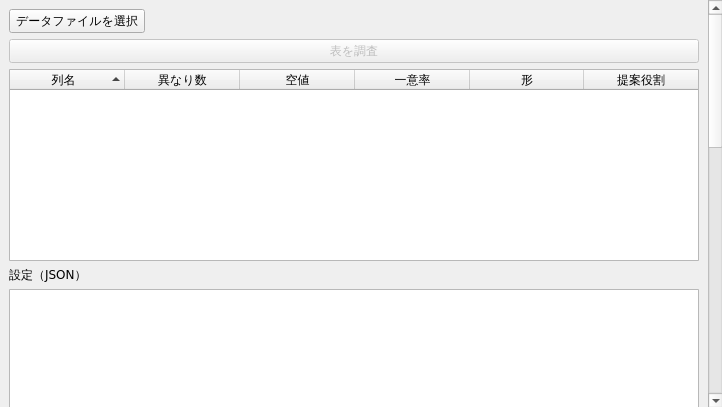 データファイルを選択
表を調査
列名 異なり数 空値 一意率 形 提案役割
設定（JSON）